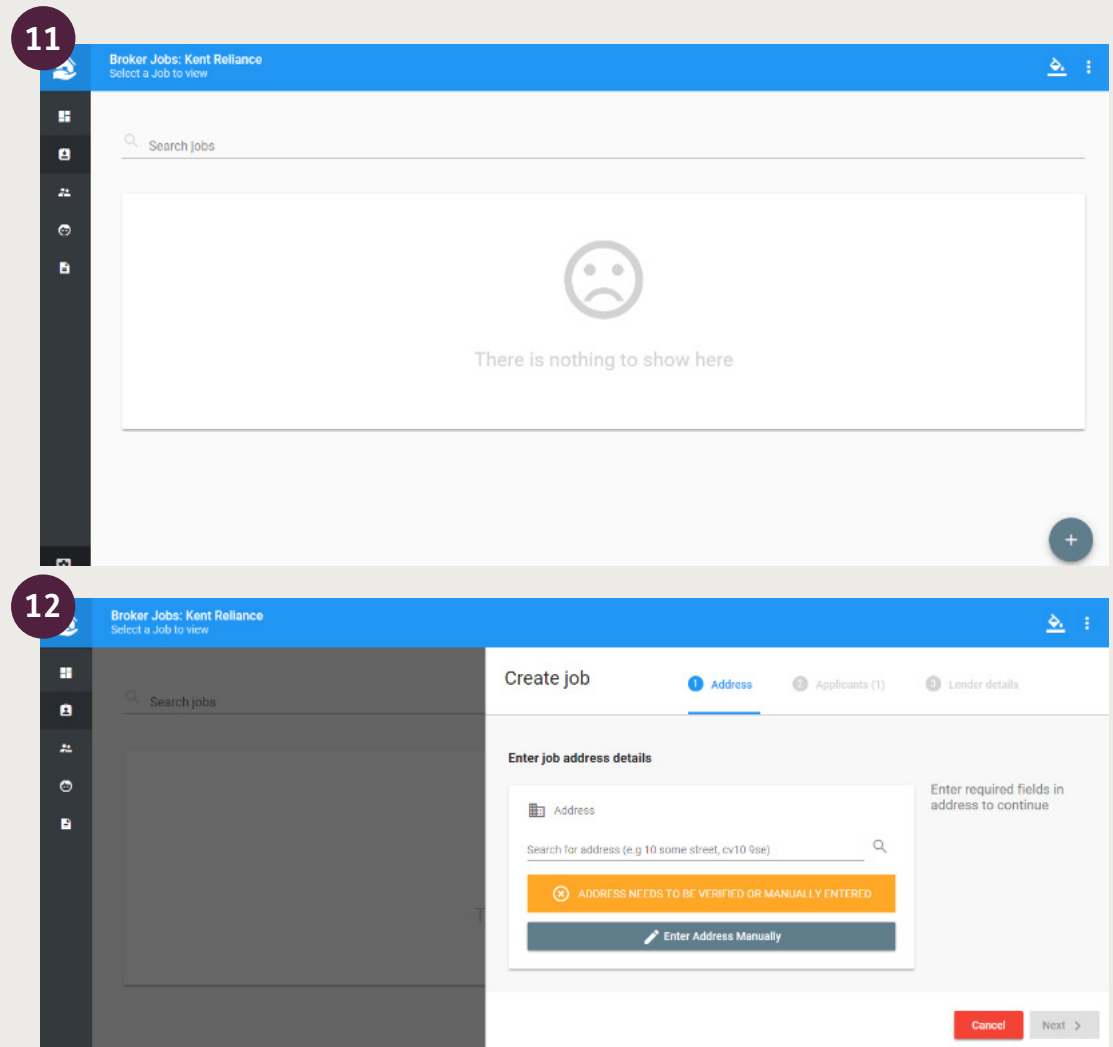 11
Broker Jobs: Kent Reliance
Select a Job to view
Search jobs
There is nothing to show here
+
12
Broker Jobs: Kent Reliance
Select a Job to view
Search jobs
T
Create job
1 Address
2 Applicants (1)
3 Lender details
Enter job address details
Address
Enter required fields in
address to continue
Search for address (e.g 10 some street, cv10 9se)
ADDRESS NEEDS TO BE VERIFIED OR MANUALLY ENTERED
Enter Address Manually
Cancel
Next >